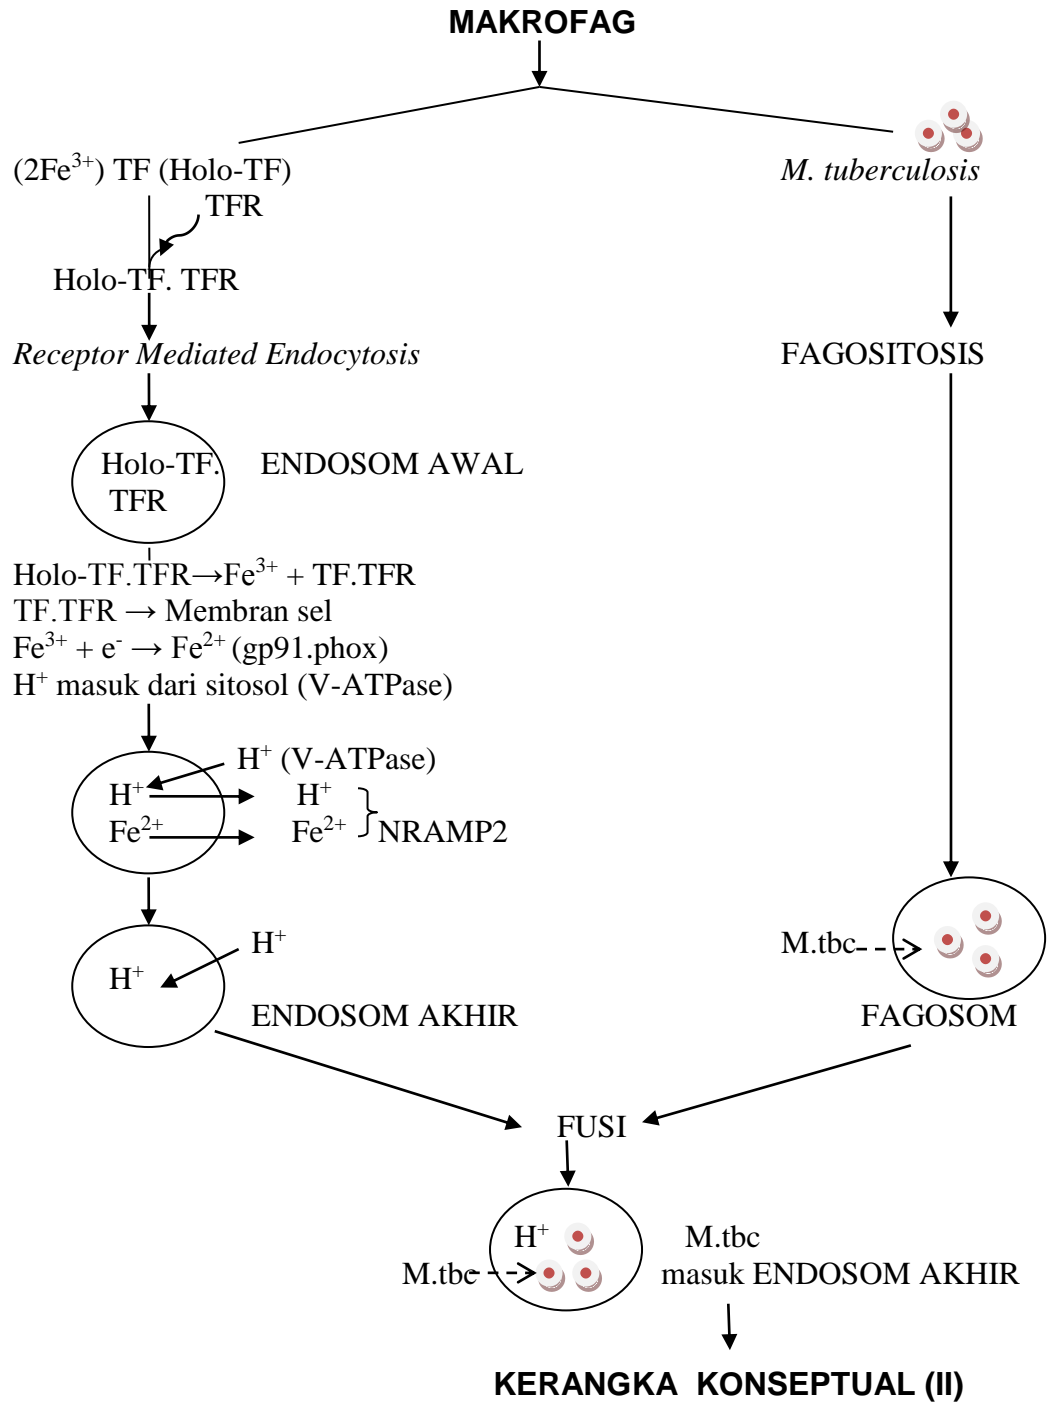 MAKROFAG
(2Fe³⁺) TF (Holo-TF)
TFR
Holo-TF. TFR
Receptor Mediated Endocytosis
Holo-TF.
TFR
ENDOSOM AWAL
Holo-TF.TFR→Fe³⁺ + TF.TFR
TF.TFR → Membran sel
Fe³⁺ + e⁻ → Fe²⁺ (gp91.phox)
H⁺ masuk dari sitosol (V-ATPase)
H⁺ (V-ATPase)
H⁺ H⁺
Fe²⁺ Fe²⁺ NRAMP2
H⁺
H⁺
ENDOSOM AKHIR
M. tuberculosis
FAGOSITOSIS
M.tbc
FAGOSOM
FUSI
H⁺
M.tbc
M.tbc
masuk ENDOSOM AKHIR
KERANGKA KONSEPTUAL (II)